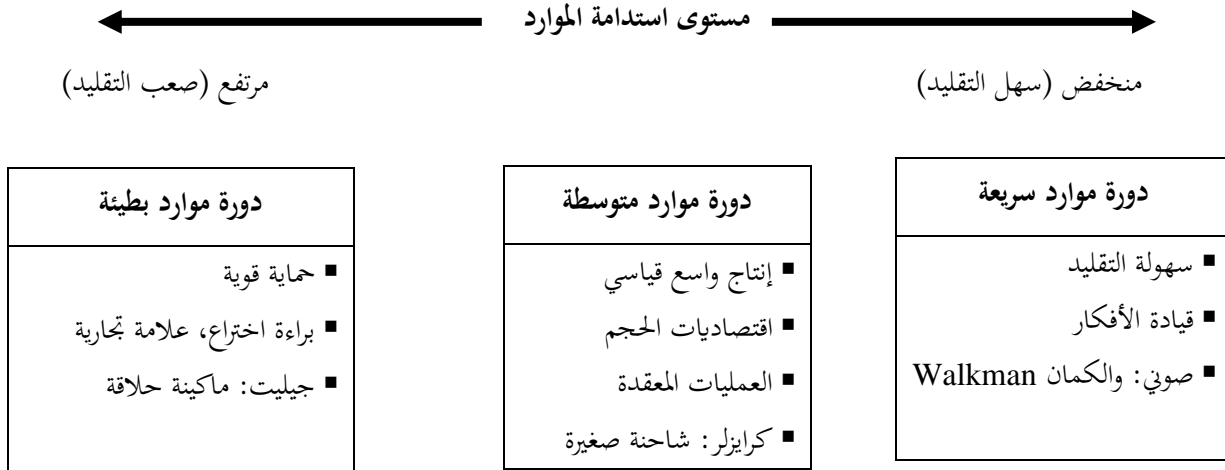 مستوى استدامة الموارد
منخفض (سهل التقليد)
مرتفع (صعب التقليد)
دورة موارد سريعة
▪ سهولة التقليد
▪ قيادة الأفكار
▪ صوني: والكمان Walkman
دورة موارد متوسطة
▪ إنتاج واسع قياسي
▪ اقتصاديات الحجم
▪ العمليات المعقدة
▪ كرايزلر: شاحنة صغيرة
دورة موارد بطيئة
▪ حماية قوية
▪ براءة اختراع، علامة تجارية
▪ جيليت: ماكينة حلاقة